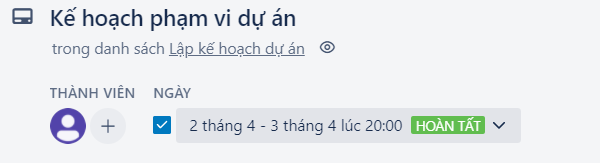 Kế hoạch phạm vi dự án
trong danh sách Lập kế hoạch dự án
THÀNH VIÊN NGÀY
2 tháng 4 - 3 tháng 4 lúc 20:00 HOÀN TẤT